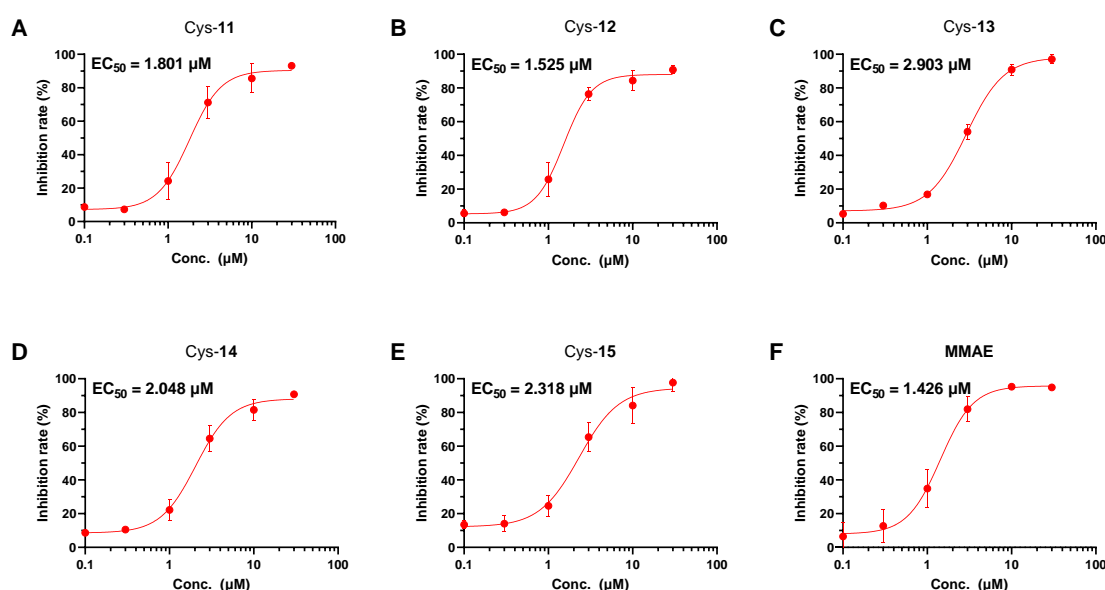 A
Cys-11
EC50 = 1.801 μM
Inhibition rate (%)
100
80
60
40
20
0
0.1
1
10
100
Conc. (μM)
B
Cys-12
EC50 = 1.525 μM
Inhibition rate (%)
100
80
60
40
20
0
0.1
1
10
100
Conc. (μM)
C
Cys-13
EC50 = 2.903 μM
Inhibition rate (%)
100
80
60
40
20
0
0.1
1
10
100
Conc. (μM)
D
Cys-14
EC50 = 2.048 μM
Inhibition rate (%)
100
80
60
40
20
0
0.1
1
10
100
Conc. (μM)
E
Cys-15
EC50 = 2.318 μM
Inhibition rate (%)
100
80
60
40
20
0
0.1
1
10
100
Conc. (μM)
F
MMAE
EC50 = 1.426 μM
Inhibition rate (%)
100
80
60
40
20
0
0.1
1
10
100
Conc. (μM)